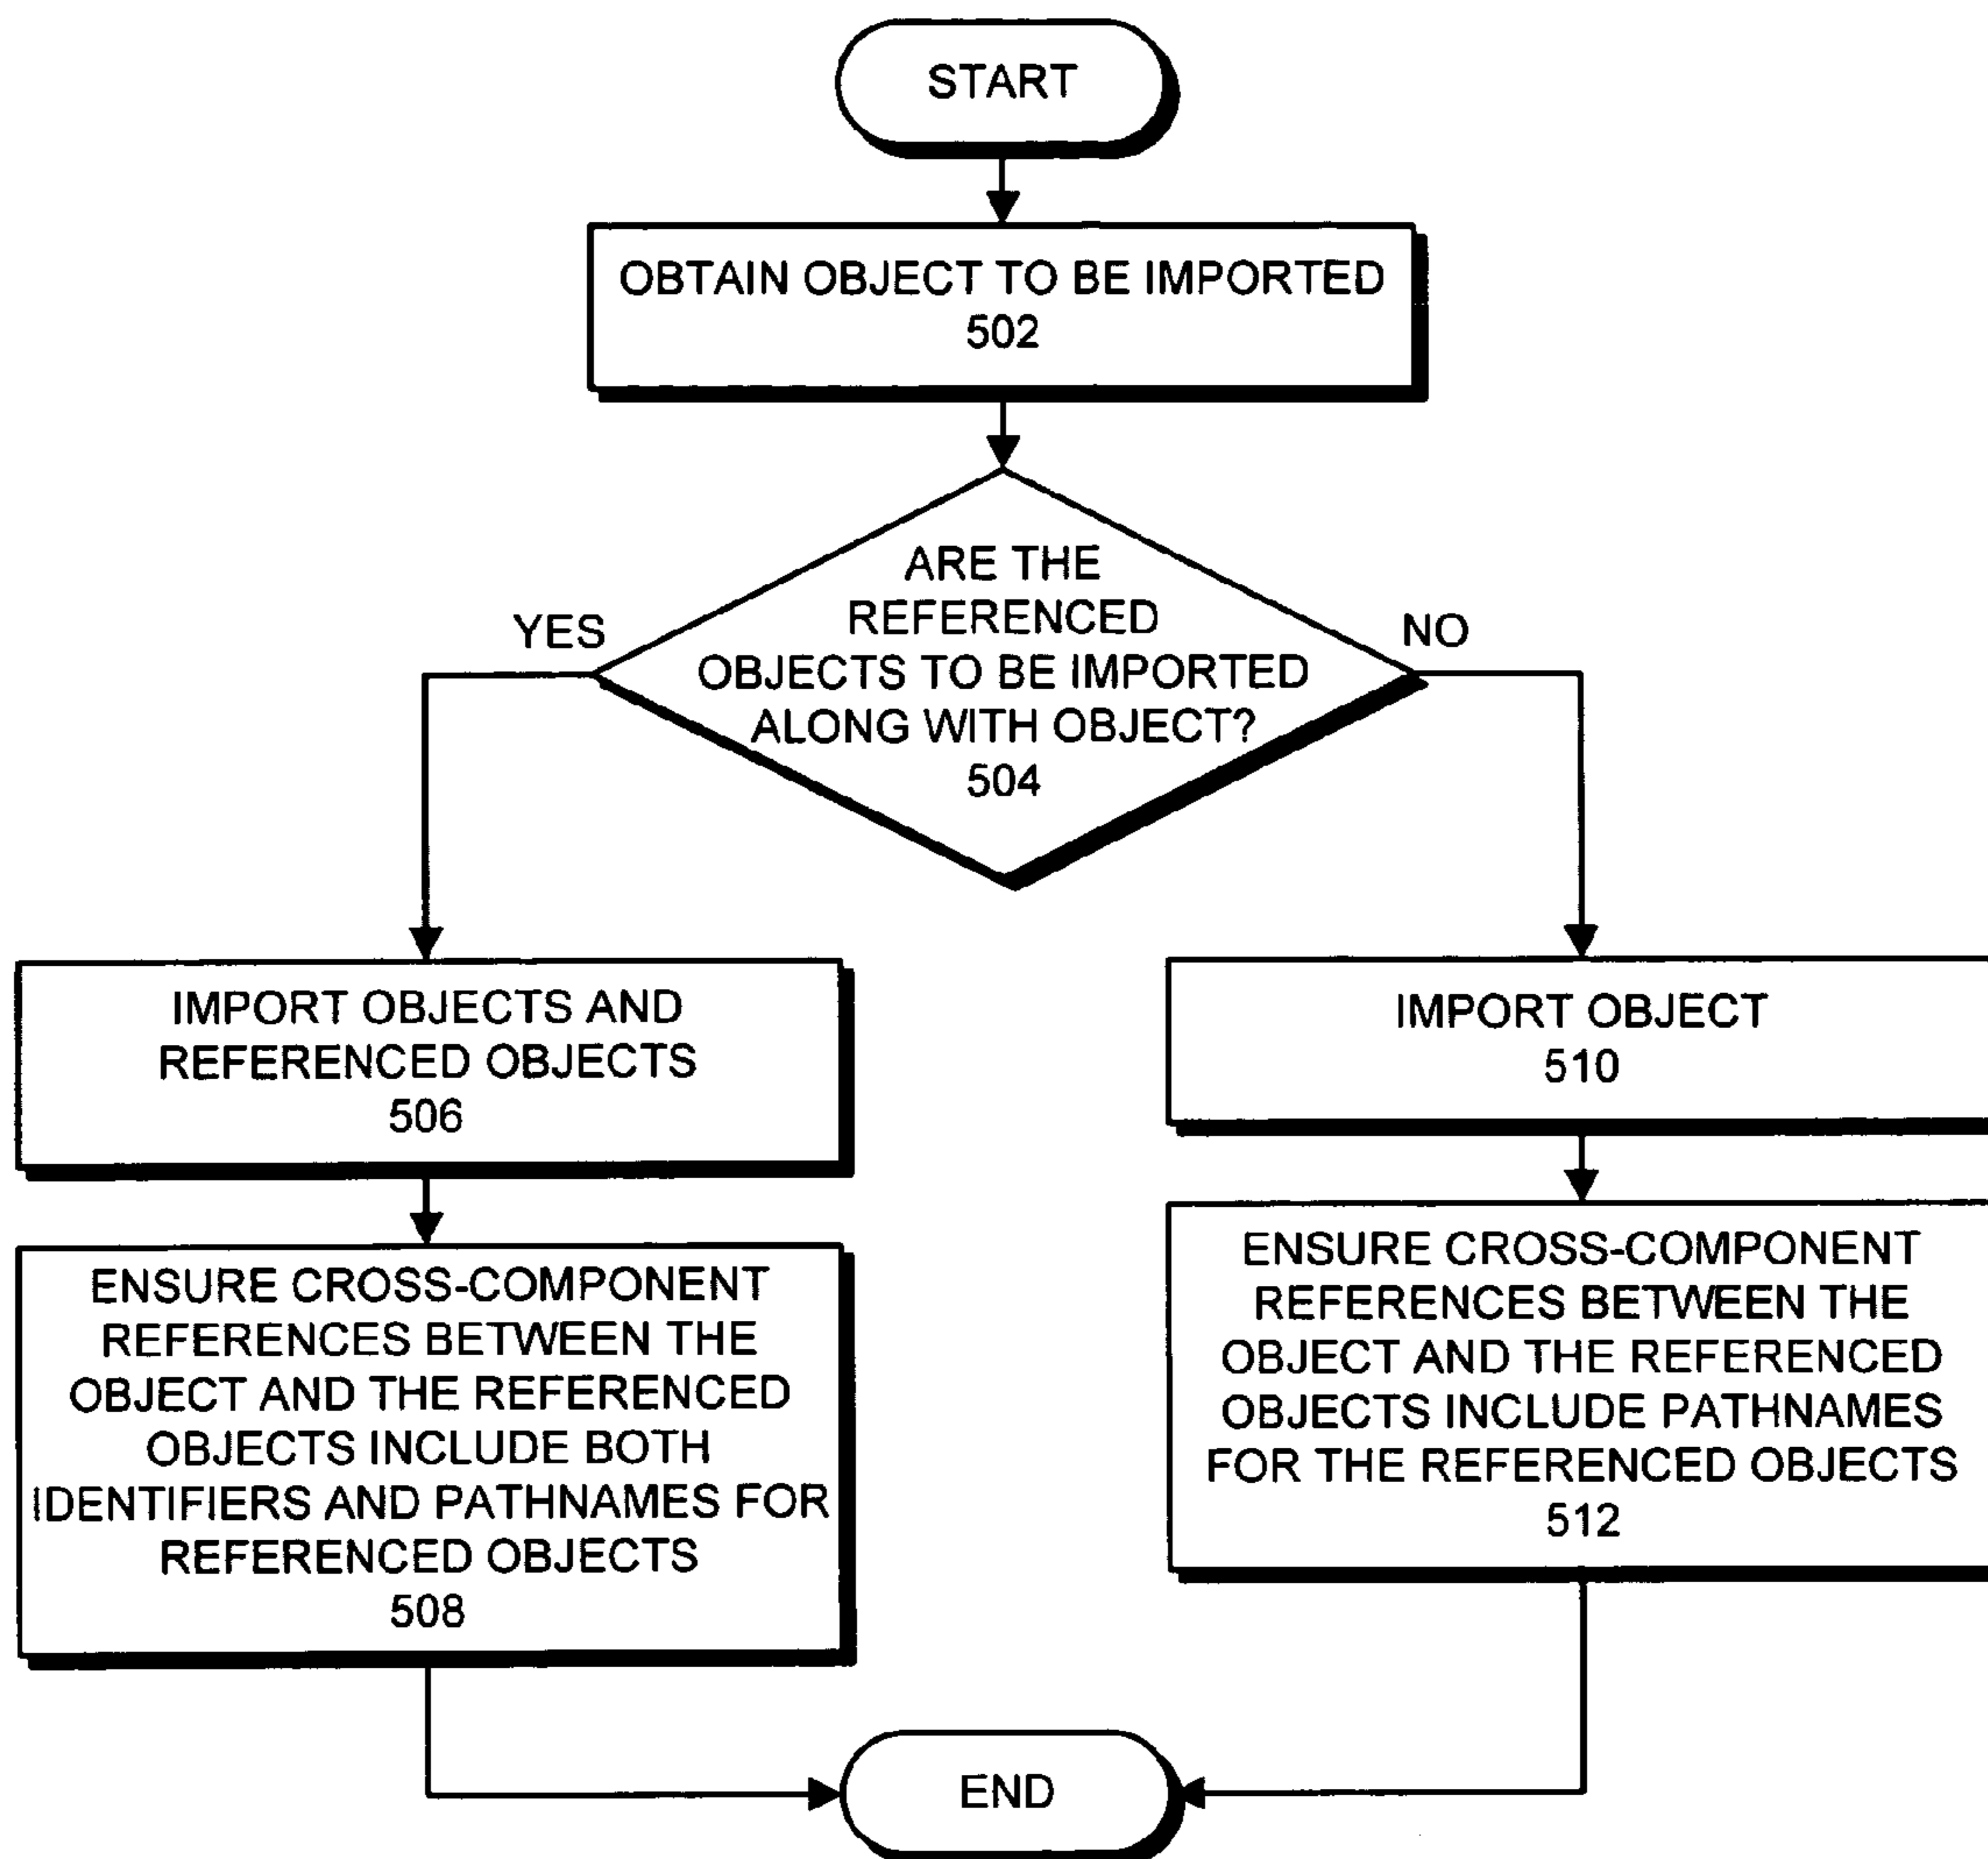 START
OBTAIN OBJECT TO BE IMPORTED
502
ARE THE
REFERENCED
OBJECTS TO BE IMPORTED
ALONG WITH OBJECT?
504
YES
NO
IMPORT OBJECTS AND
REFERENCED OBJECTS
506
ENSURE CROSS-COMPONENT
REFERENCES BETWEEN THE
OBJECT AND THE REFERENCED
OBJECTS INCLUDE BOTH
IDENTIFIERS AND PATHNAMES FOR
REFERENCED OBJECTS
508
IMPORT OBJECT
510
ENSURE CROSS-COMPONENT
REFERENCES BETWEEN THE
OBJECT AND THE REFERENCED
OBJECTS INCLUDE PATHNAMES
FOR THE REFERENCED OBJECTS
512
END